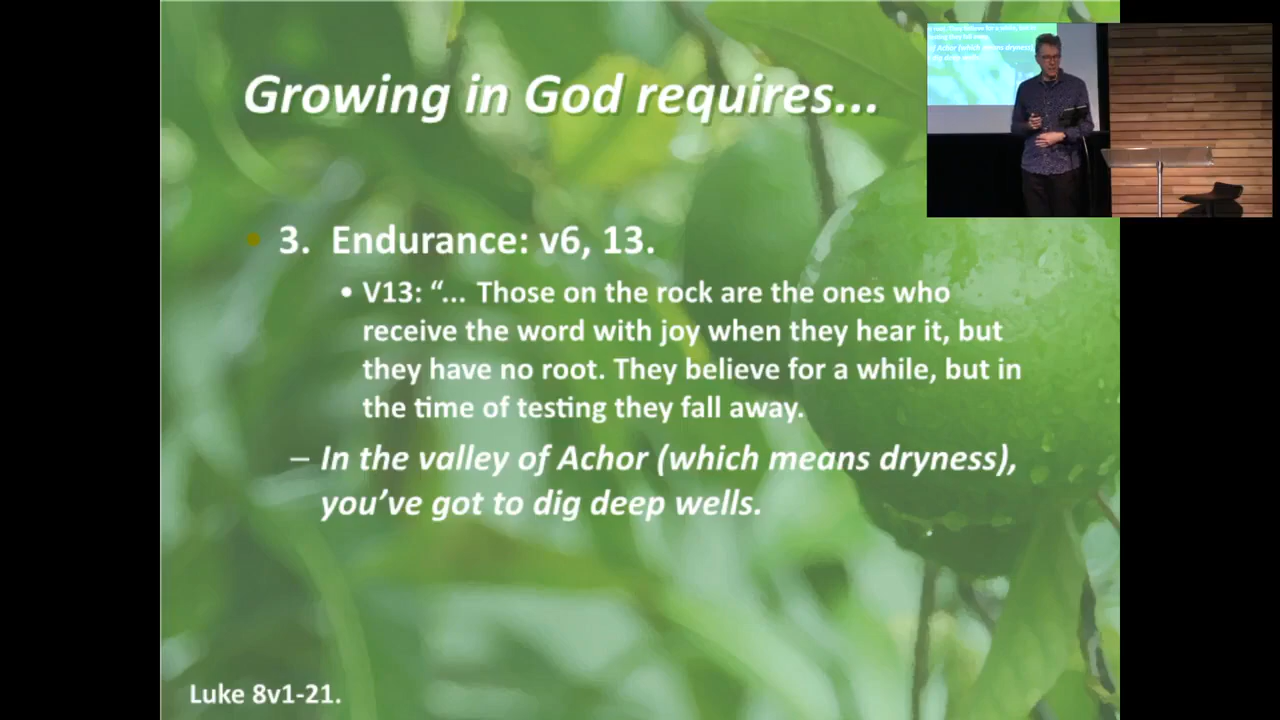 Growing in God requires...
• 3. Endurance: v6, 13.
• V13: “... Those on the rock are the ones who
receive the word with joy when they hear it, but
they have no root. They believe for a while, but in
the time of testing they fall away.
– In the valley of Achor (which means dryness),
you’ve got to dig deep wells.
Luke 8v1-21.